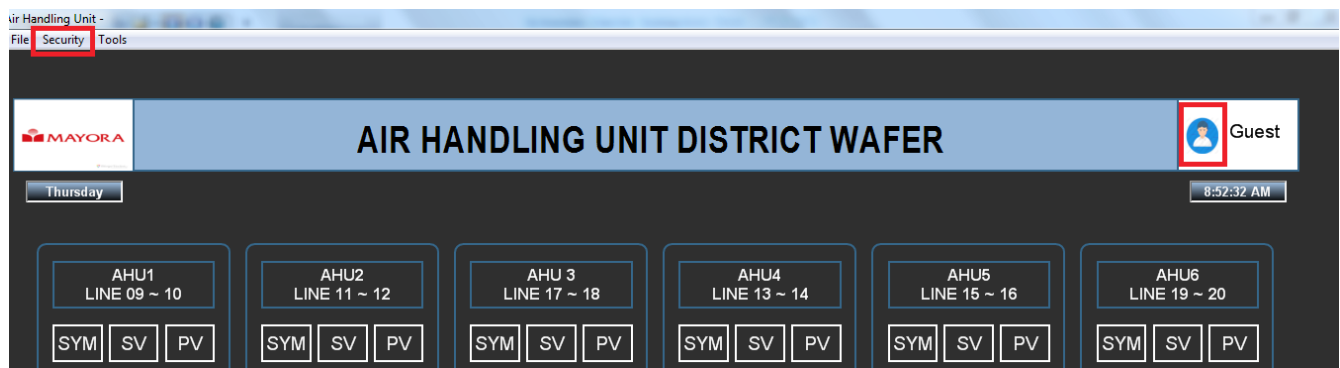 Air Handling Unit -
File Security Tools
MAYORA
AIR HANDLING UNIT DISTRICT WAFER
Guest
Thursday
8:52:32 AM
AHU1
LINE 09 ~ 10
SYM SV PV
AHU2
LINE 11 ~ 12
SYM SV PV
AHU 3
LINE 17 ~ 18
SYM SV PV
AHU4
LINE 13 ~ 14
SYM SV PV
AHU5
LINE 15 ~ 16
SYM SV PV
AHU6
LINE 19 ~ 20
SYM SV PV